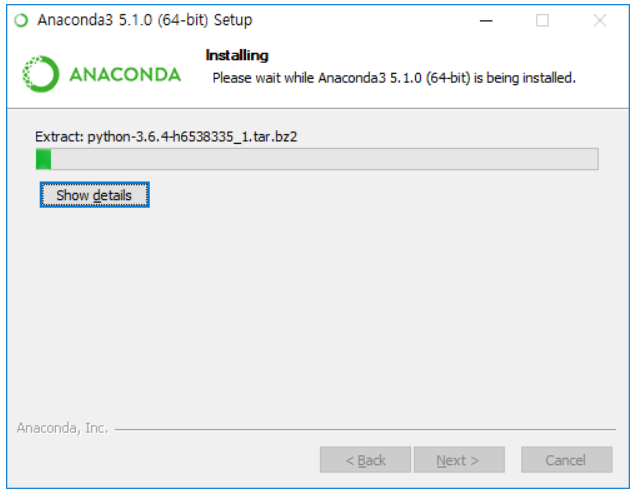 Anaconda3 5.1.0 (64-bit) Setup
Installing
ANACONDA
Please wait while Anaconda3 5.1.0 (64-bit) is being installed.
Extract: python-3.6.4-h6538335_1.tar.bz2
Show details
Anaconda, Inc.
< Back
Next >
Cancel